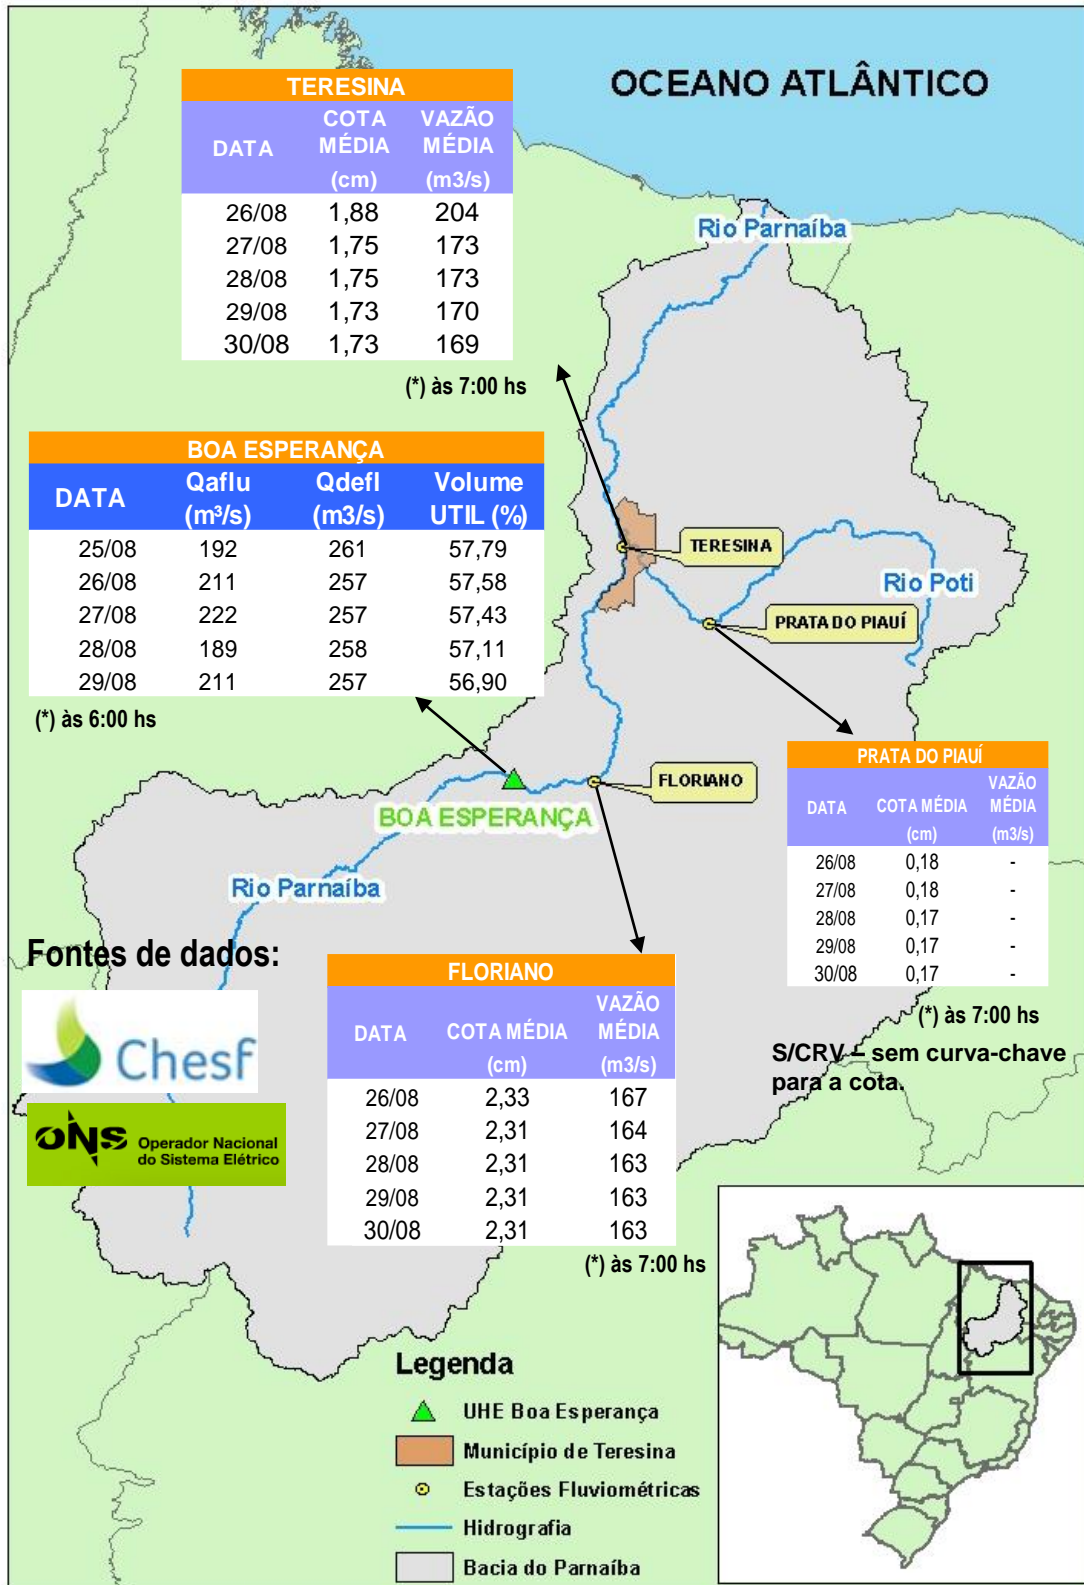 OCEANO ATLÂNTICO
TERESINA
DATA COTA MÉDIA (cm) VAZÃO MÉDIA (m3/s)
26/08 1,88 204
27/08 1,75 173
28/08 1,75 173
29/08 1,73 170
30/08 1,73 169
(*) às 7:00 hs
Rio Parnaíba
BOA ESPERANÇA
DATA Qaflu (m³/s) Qdefl (m3/s) Volume UTIL (%)
25/08 192 261 57,79
26/08 211 257 57,58
27/08 222 257 57,43
28/08 189 258 57,11
29/08 211 257 56,90
(*) às 6:00 hs
TERESINA
Rio Poti
PRATA DO PIAUÍ
FLORIANO
BOA ESPERANÇA
Rio Parnaíba
PRATA DO PIAUÍ
DATA COTA MÉDIA (cm) VAZÃO MÉDIA (m3/s)
26/08 0,18 -
27/08 0,18 -
28/08 0,17 -
29/08 0,17 -
30/08 0,17 -
(*) às 7:00 hs
S/CRV – sem curva-chave
para a cota.
Fontes de dados:
Chesf
ONS Operador Nacional
do Sistema Elétrico
FLORIANO
DATA COTA MÉDIA (cm) VAZÃO MÉDIA (m3/s)
26/08 2,33 167
27/08 2,31 164
28/08 2,31 163
29/08 2,31 163
30/08 2,31 163
(*) às 7:00 hs
Legenda
UHE Boa Esperança
Município de Teresina
Estações Fluviométricas
Hidrografia
Bacia do Parnaíba